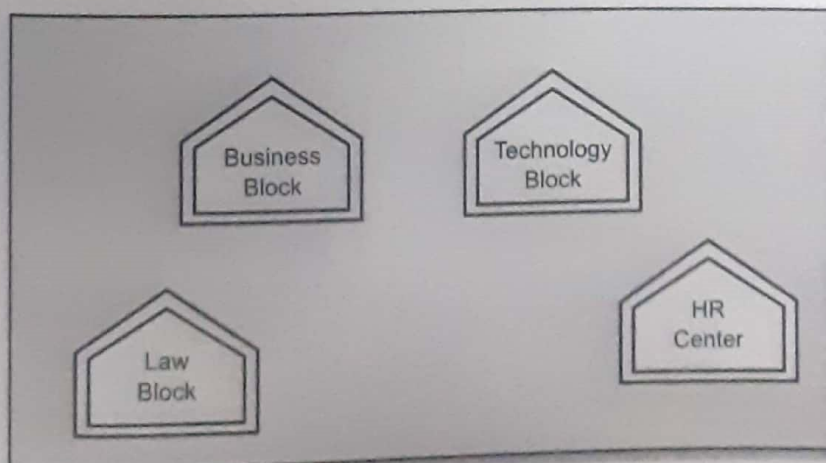 Business
Block
Technology
Block
Law
Block
HR
Center